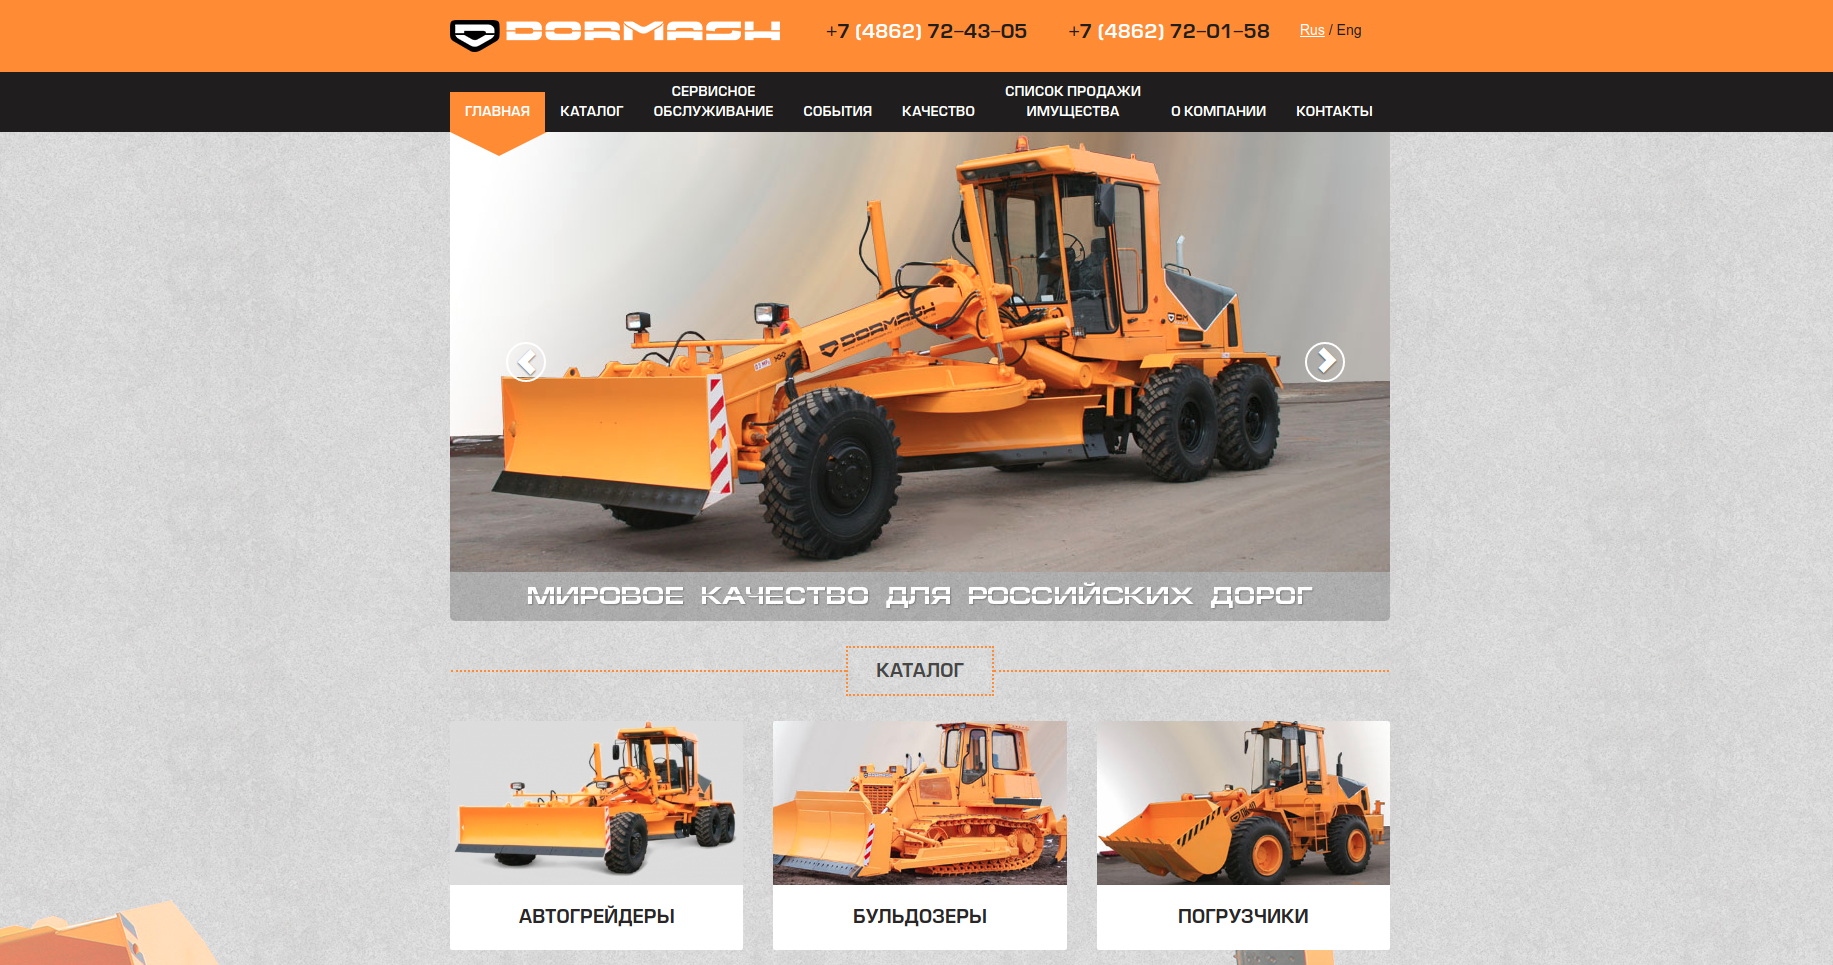 DORMASH
+7 (4862) 72-43-05
+7 (4862) 72-01-58
Rus / Eng
ГЛАВНАЯ
КАТАЛОГ
СЕРВИСНОЕ
ОБСЛУЖИВАНИЕ
СОБЫТИЯ
КАЧЕСТВО
СПИСОК ПРОДАЖИ
ИМУЩЕСТВА
О КОМПАНИИ
КОНТАКТЫ
DORMASH
DM
МИРОВОЕ КАЧЕСТВО ДЛЯ РОССИЙСКИХ ДОРОГ
КАТАЛОГ
АВТОГРЕЙДЕРЫ
БУЛЬДОЗЕРЫ
ПОГРУЗЧИКИ